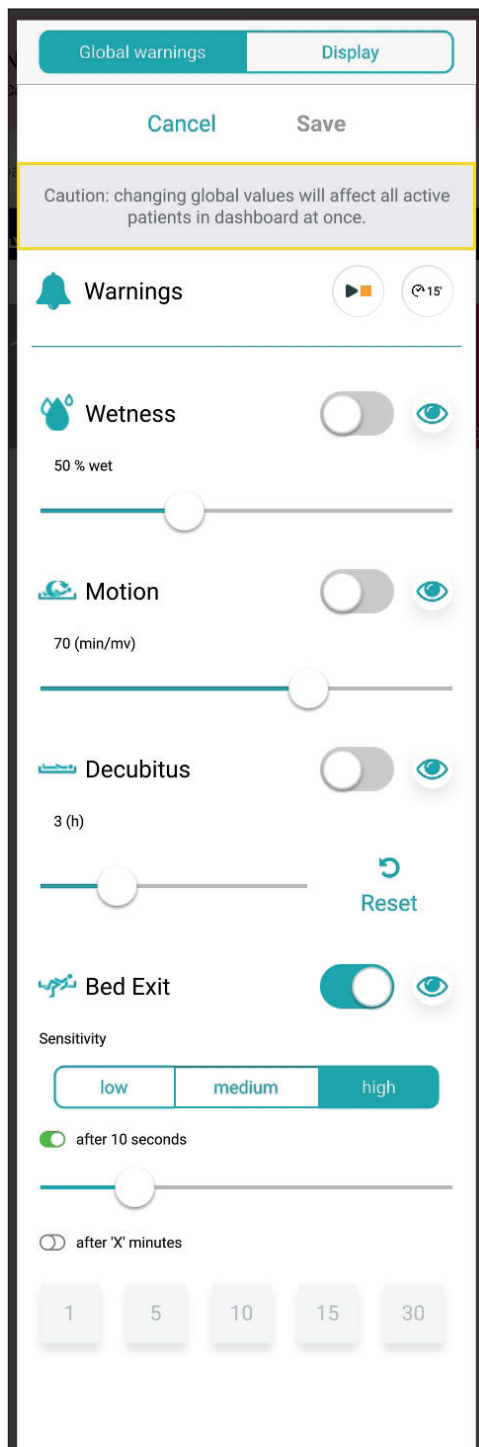 Global warnings Display
Cancel Save
Caution: changing global values will affect all active
patients in dashboard at once.
Warnings 15'
Wetness
50 % wet
Motion
70 (min/mv)
Decubitus
3 (h)
Reset
Bed Exit
Sensitivity
low medium high
after 10 seconds
after 'X' minutes
1 5 10 15 30